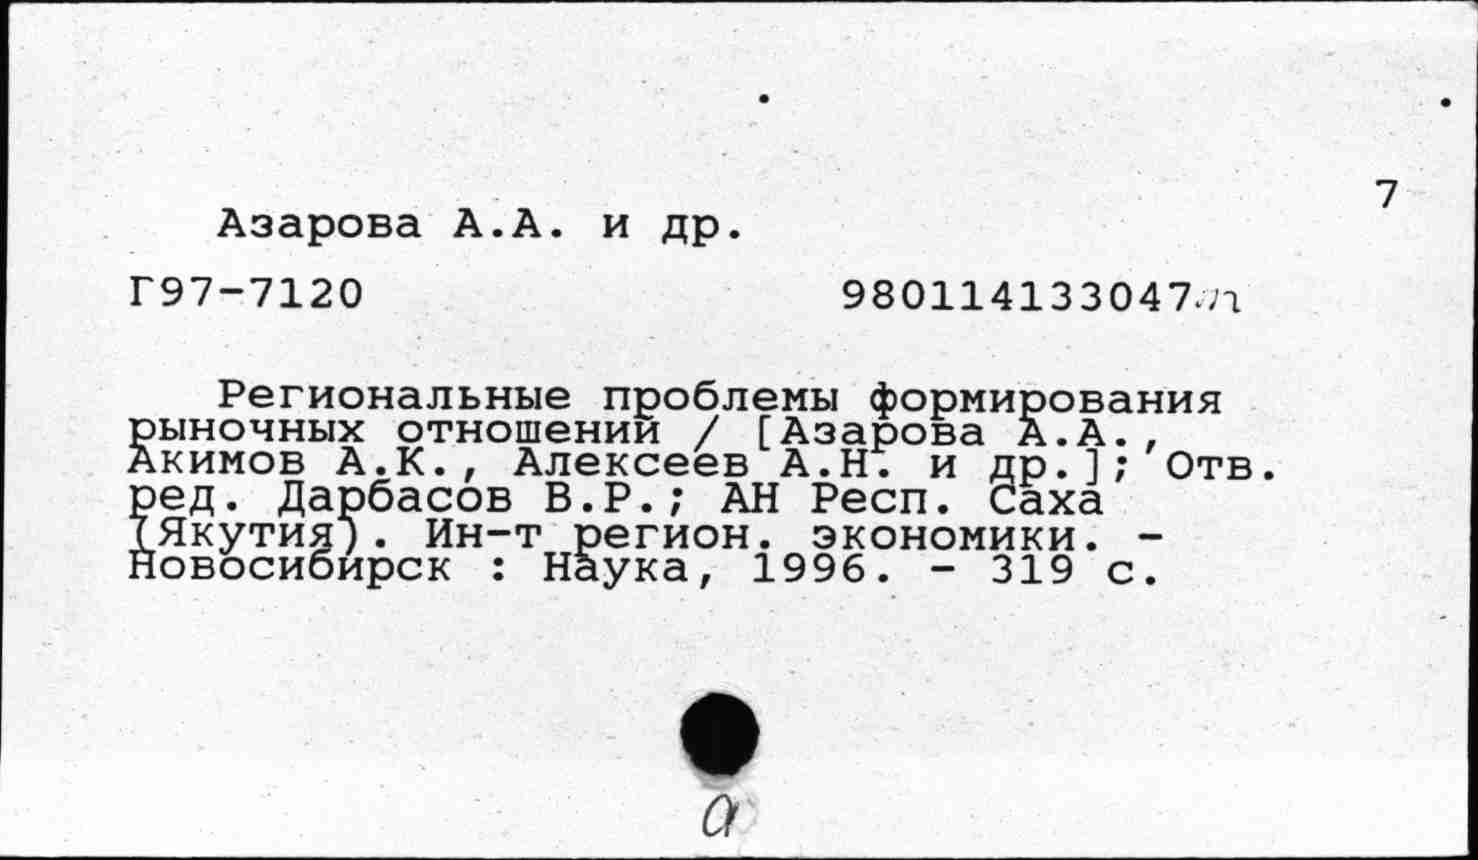 7
Азарова А.А. и др.
Г97-7120 980114133047
Региональные проблемы формирования
рыночных отношений / [Азарова А.А.,
Акимов А.К., Алексеев А.Н. и др.]; Отв.
ред. Дарбасов В.Р.; АН Респ. Саха
(Якутия). Ин-т регион. экономики. -
Новосибирск : Наука, 1996. - 319 с.
а